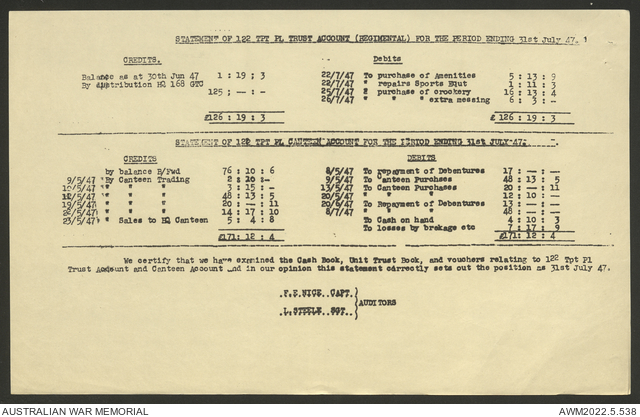 STATEMENT OF 122 TPT PL TRUST ACCOUNT (REGIMENTAL) FOR THE PERIOD ENDING 31st July 47.
CREDITS. Debits
Balance as at 30th Jun 47 1 : 19 ; 3 22/7/47 To purchase of Amenities 5 : 13 : 9
By distribution HQ 168 GTC 22/7/47 " repairs Sports Equt 1 : 11 : 3
125 ; — : - 25/7/47 " purchase of crockery 19 : 13 : 4
26/7/47 " " extra messing 6 : 3 : -
£126 : 19 : 3 £ 126 : 19 : 3
STATEMENT OF 122 TPT PL CANTEEN ACCOUNT FOR THE PERIOD ENDING 31st JULY 47.
CREDITS DEBITS
by balance B/Fwd 76 : 10 : 6 8/5/47 To Repayment of Debentures 17 : — : -
9/5/47 "By Canteen Trading 2 : 10 :- 9/5/47 To Canteen Purchases 48 : 13 : 5
10/5/47 " " " 3 : 15 :- 13/5/47 To Canteen Purchases 20 : — : 11
12/5/47 " " " 48 : 13 : 5 20/5/47 " " " 12 : 10 : -
19/5/47 " " " 20 : — : 11 20/6/47 To Repayment of Debentures 13 : — : -
22/5/47 " " " 14 : 17 : 10 8/7/47 " " " 48 : — : -
23/5/47 " Sales to HQ Canteen 5 : 4 : 8 To Cash on hand 4 : 10 : 3
To losses by brekage etc 7 : 17 : 9
£171: 12 : 4 £171: 12 : 4
We certify that we have examined the Cash Book, Unit Trust Book, and vouchers relating to 122 Tpt Pl
Trust Account and Canteen Account and in our opinion this statement correctly sets out the position as 31st July 47.
F.E NICE CAPT
AUDITORS
L. STEELE SGT
AUSTRALIAN WAR MEMORIAL AWM2022.5.538